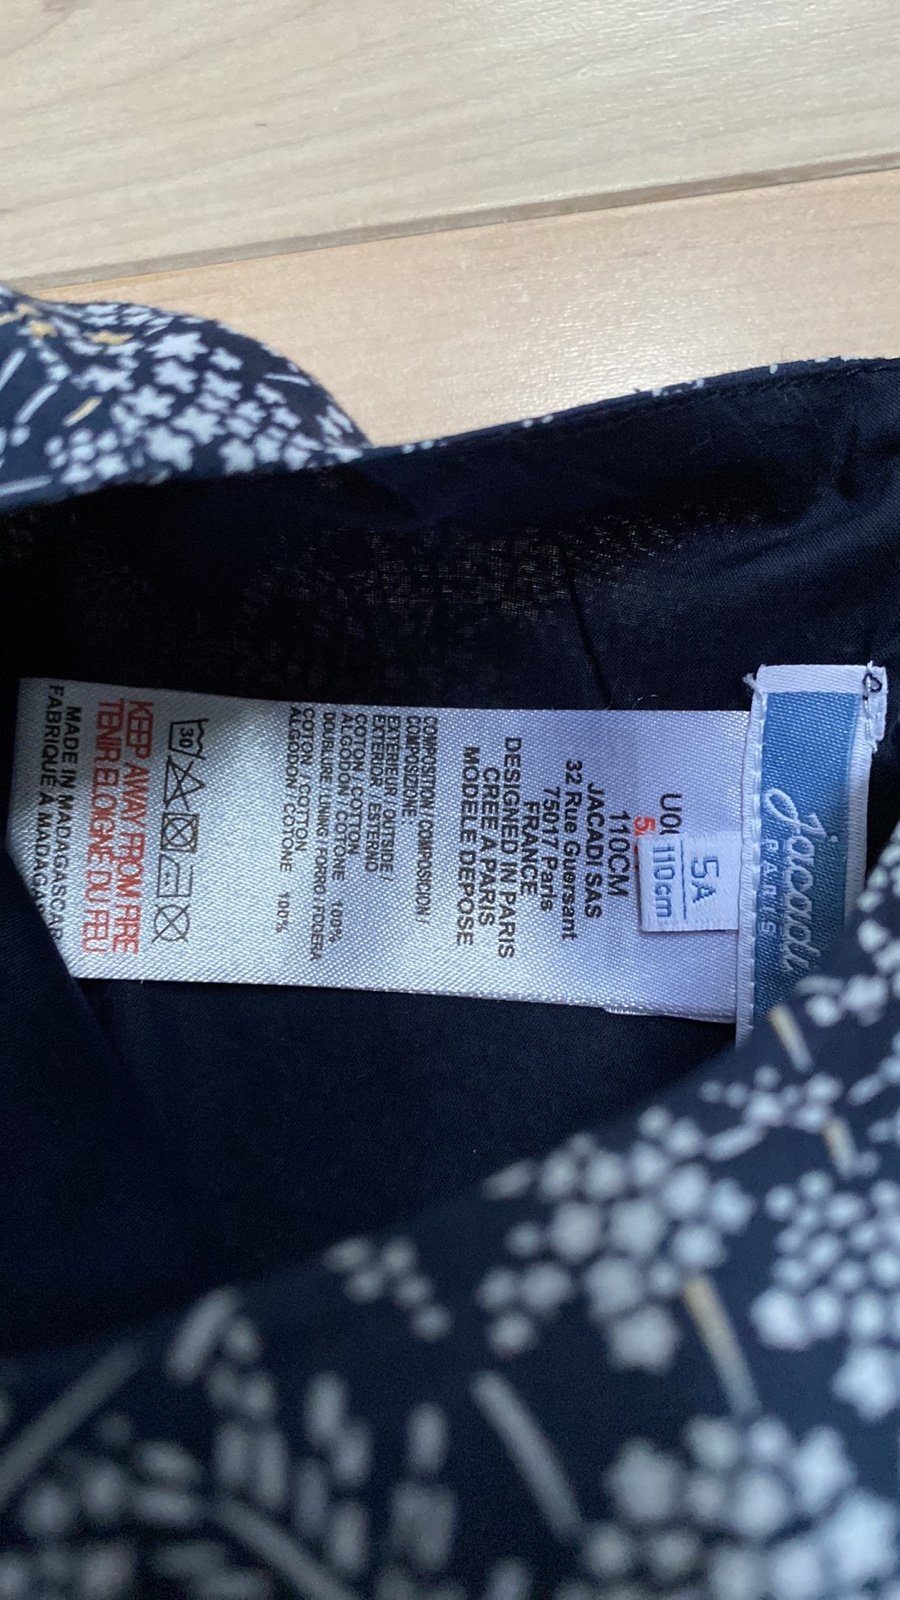 Jacadi
PARIS
5A
110cm
110CM
JACADI SAS
32 Rue Guersant
75017 Paris
FRANCE
DESIGNED IN PARIS
CREE A PARIS
MODELE DEPOSE
COMPOSITION / COMPOSICION /
COMPOSIZIONE
EXTERIEUR / OUTSIDE /
EXTERIOR / ESTERNO
COTON / COTTON 100%
ALGODON / COTONE
DOUBLURE / LINING / FORRO / FODERA
COTON / COTTON 100%
ALGODON / COTONE
30
KEEP AWAY FROM FIRE
TENIR ELOIGNE DU FEU
MADE IN MADAGASCAR
FABRIQUÉ À